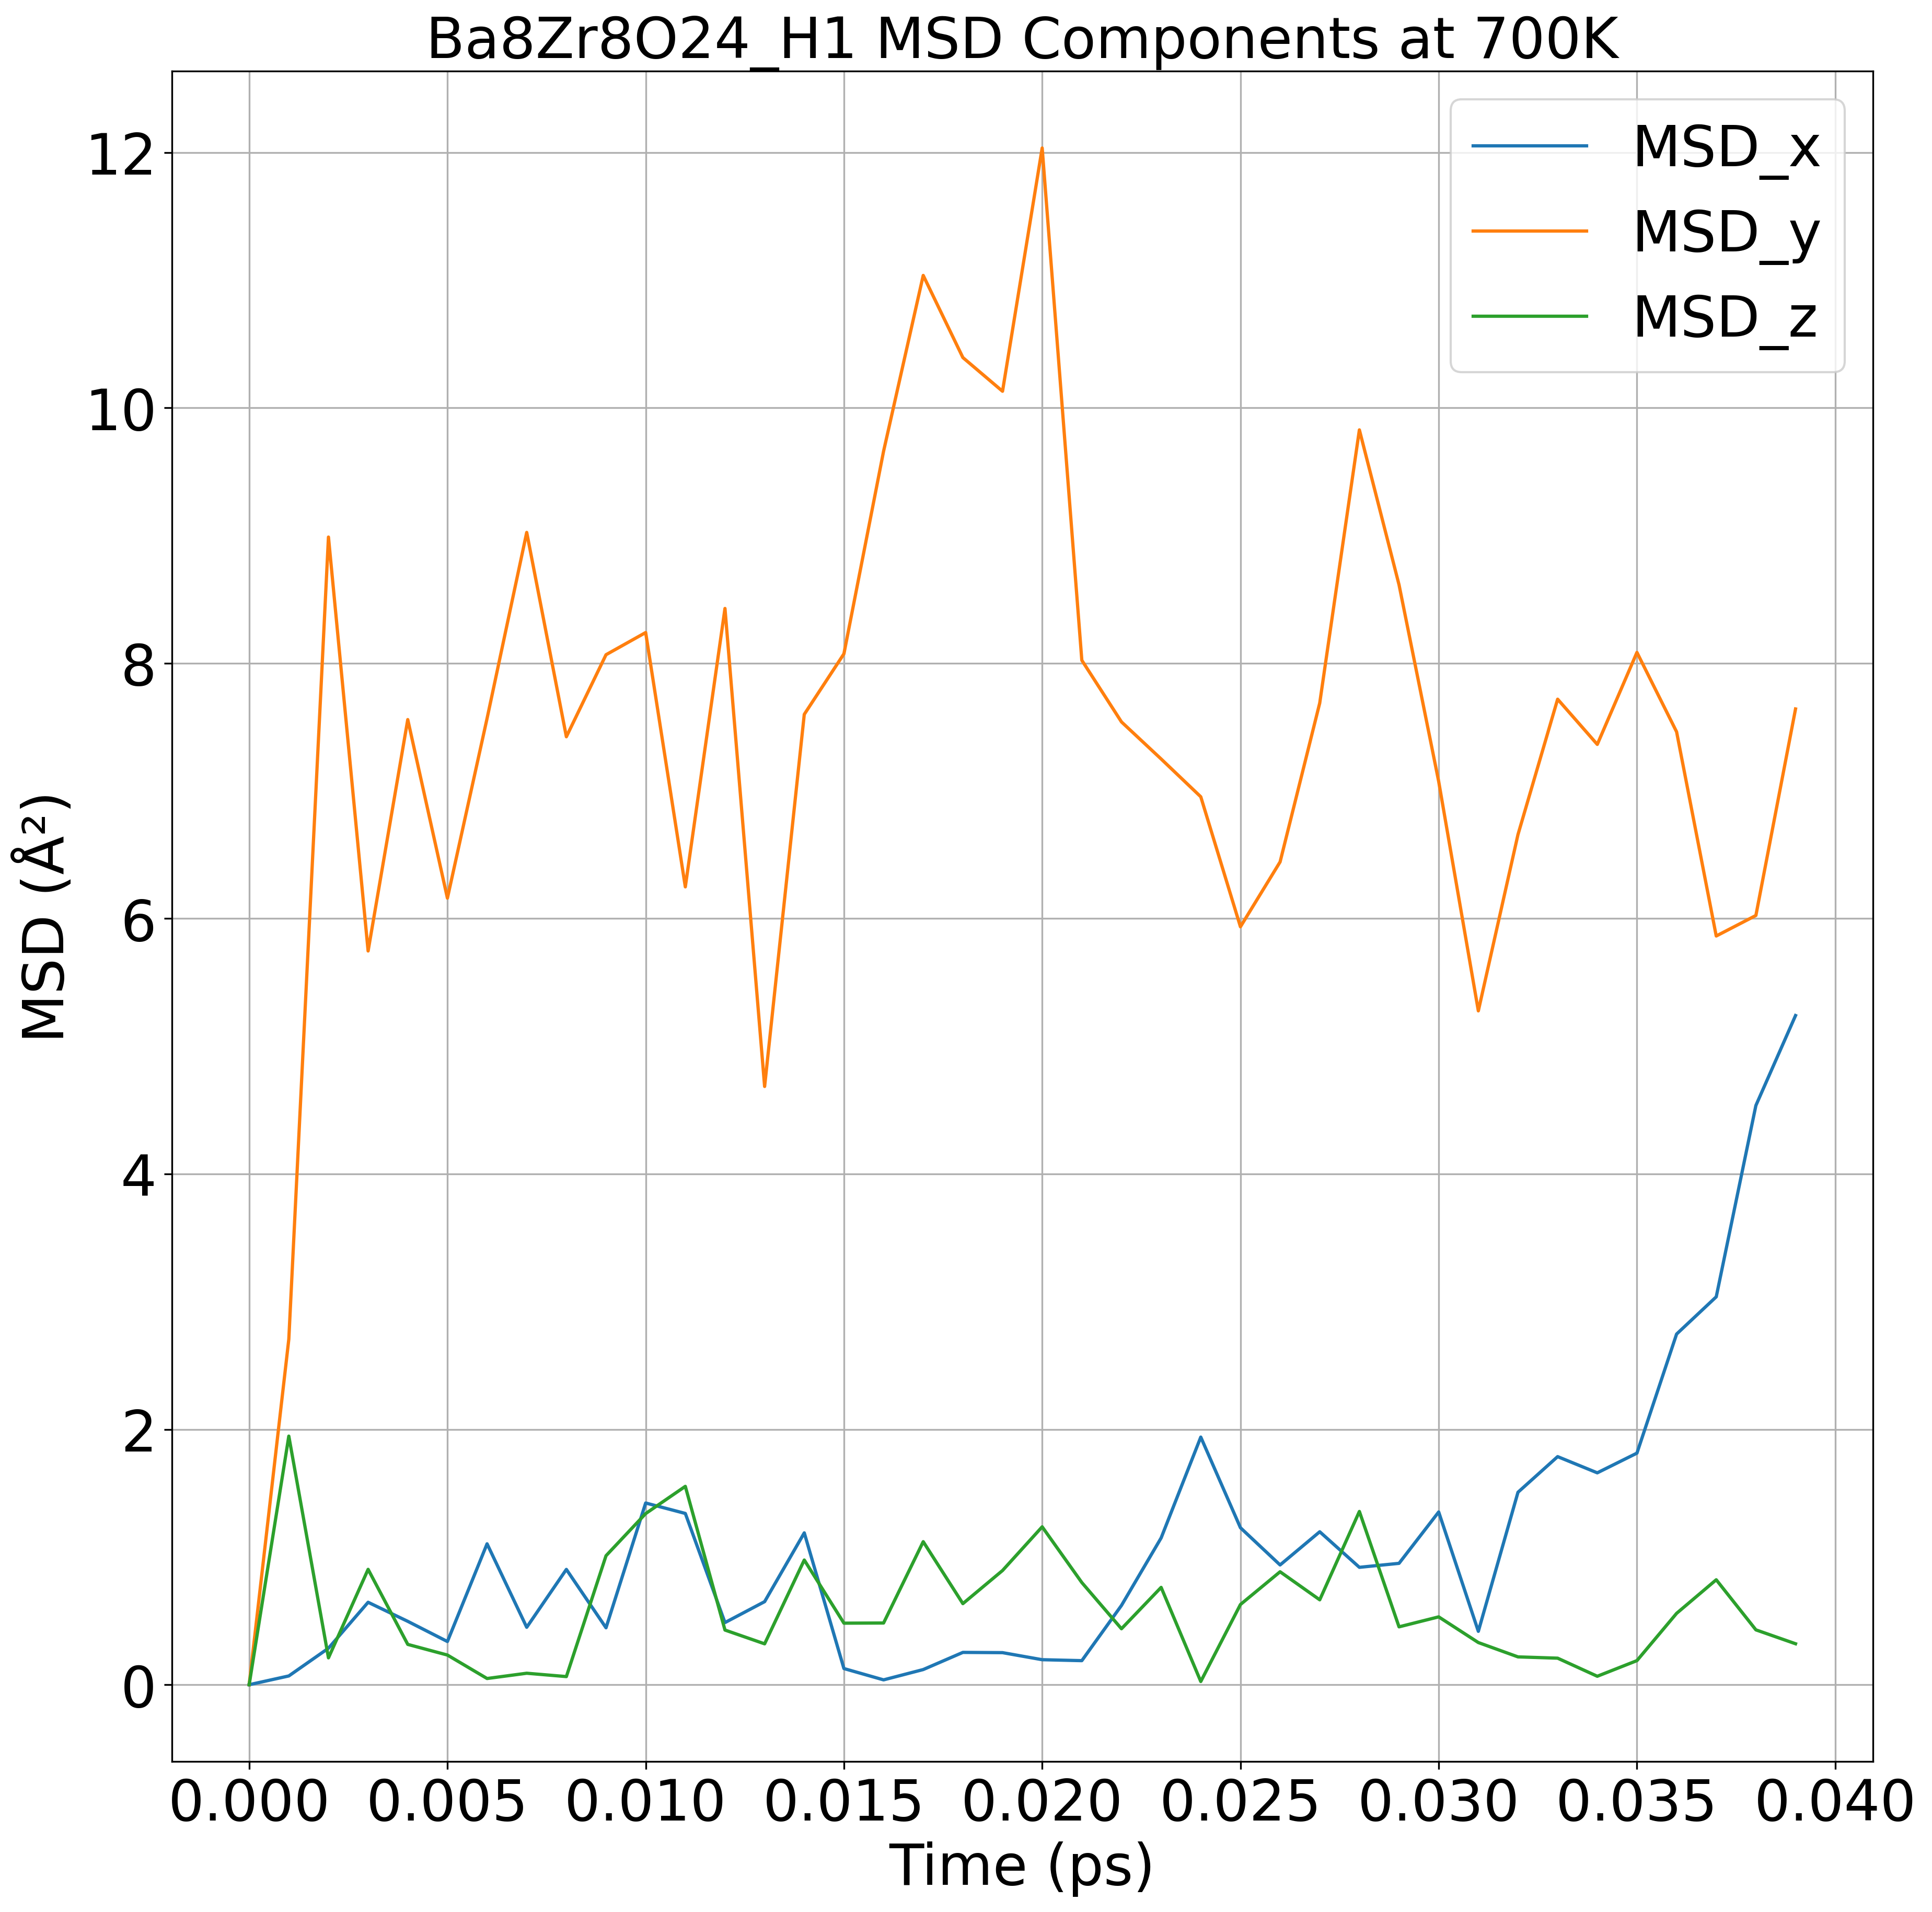 Ba8Zr8O24_H1 MSD Components at 700K
MSD_x
MSD_y
MSD_z
12
10
8
6
4
2
0
MSD (Å²)
0.000 0.005 0.010 0.015 0.020 0.025 0.030 0.035 0.040
Time (ps)